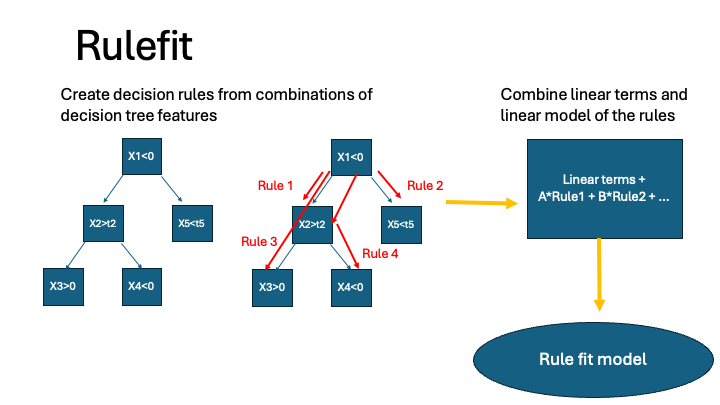 Rulefit
Create decision rules from combinations of
decision tree features
Combine linear terms and
linear model of the rules
X1<0
X2>t2
X5<t5
X3>0
X4<0
X1<0
Rule 1
Rule 2
X2>t2
X5<t5
Rule 3
Rule 4
X3>0
X4<0
Linear terms +
A*Rule1 + B*Rule2 + ...
Rule fit model